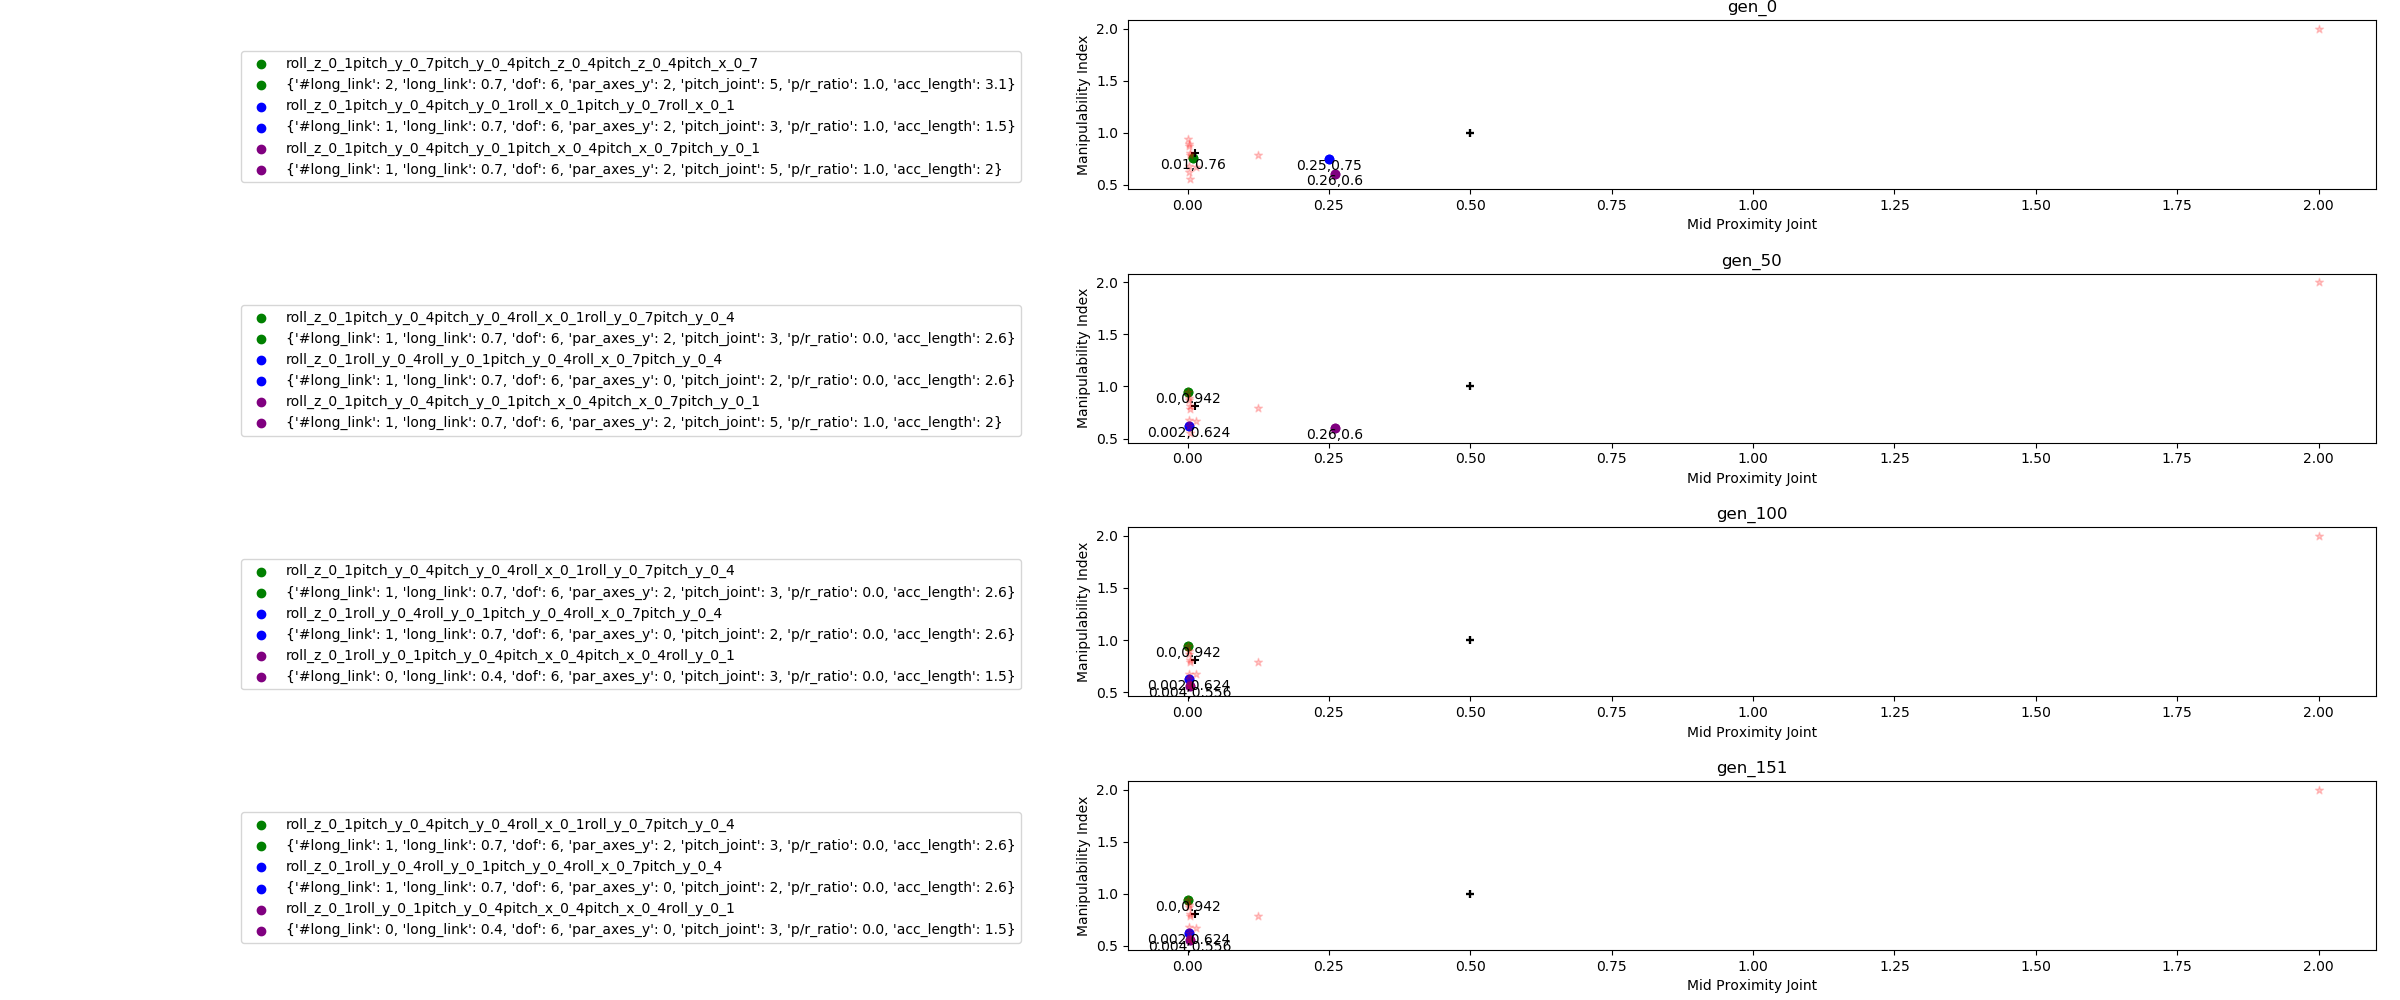 gen_0
roll_z_0_1pitch_y_0_7pitch_y_0_4pitch_z_0_4pitch_z_0_4pitch_x_0_7
{'#long_link': 2, 'long_link': 0.7, 'dof': 6, 'par_axes_y': 2, 'pitch_joint': 5, 'p/r_ratio': 1.0, 'acc_length': 3.1}
roll_z_0_1pitch_y_0_4pitch_y_0_1roll_x_0_1pitch_y_0_7roll_x_0_1
{'#long_link': 1, 'long_link': 0.7, 'dof': 6, 'par_axes_y': 2, 'pitch_joint': 3, 'p/r_ratio': 1.0, 'acc_length': 1.5}
roll_z_0_1pitch_y_0_4pitch_y_0_1pitch_x_0_4pitch_x_0_7pitch_y_0_1
{'#long_link': 1, 'long_link': 0.7, 'dof': 6, 'par_axes_y': 2, 'pitch_joint': 5, 'p/r_ratio': 1.0, 'acc_length': 2}
Manipulability Index
2.0
1.5
1.0
0.5
0.01,0.76
0.25,0.75
0.26,0.6
0.00 0.25 0.50 0.75 1.00 1.25 1.50 1.75 2.00
Mid Proximity Joint
gen_50
roll_z_0_1pitch_y_0_4pitch_y_0_4roll_x_0_1roll_y_0_7pitch_y_0_4
{'#long_link': 1, 'long_link': 0.7, 'dof': 6, 'par_axes_y': 2, 'pitch_joint': 3, 'p/r_ratio': 0.0, 'acc_length': 2.6}
roll_z_0_1roll_y_0_4roll_y_0_1pitch_y_0_4roll_x_0_7pitch_y_0_4
{'#long_link': 1, 'long_link': 0.7, 'dof': 6, 'par_axes_y': 0, 'pitch_joint': 2, 'p/r_ratio': 0.0, 'acc_length': 2.6}
roll_z_0_1pitch_y_0_4pitch_y_0_1pitch_x_0_4pitch_x_0_7pitch_y_0_1
{'#long_link': 1, 'long_link': 0.7, 'dof': 6, 'par_axes_y': 2, 'pitch_joint': 5, 'p/r_ratio': 1.0, 'acc_length': 2}
Manipulability Index
2.0
1.5
1.0
0.5
0.0,0.942
0.002,0.624
0.26,0.6
0.00 0.25 0.50 0.75 1.00 1.25 1.50 1.75 2.00
Mid Proximity Joint
gen_100
roll_z_0_1pitch_y_0_4pitch_y_0_4roll_x_0_1roll_y_0_7pitch_y_0_4
{'#long_link': 1, 'long_link': 0.7, 'dof': 6, 'par_axes_y': 2, 'pitch_joint': 3, 'p/r_ratio': 0.0, 'acc_length': 2.6}
roll_z_0_1roll_y_0_4roll_y_0_1pitch_y_0_4roll_x_0_7pitch_y_0_4
{'#long_link': 1, 'long_link': 0.7, 'dof': 6, 'par_axes_y': 0, 'pitch_joint': 2, 'p/r_ratio': 0.0, 'acc_length': 2.6}
roll_z_0_1roll_y_0_1pitch_y_0_4pitch_x_0_4pitch_x_0_4roll_y_0_1
{'#long_link': 0, 'long_link': 0.4, 'dof': 6, 'par_axes_y': 0, 'pitch_joint': 3, 'p/r_ratio': 0.0, 'acc_length': 1.5}
Manipulability Index
2.0
1.5
1.0
0.5
0.0,0.942
0.002,0.624
0.004,0.556
0.00 0.25 0.50 0.75 1.00 1.25 1.50 1.75 2.00
Mid Proximity Joint
gen_151
roll_z_0_1pitch_y_0_4pitch_y_0_4roll_x_0_1roll_y_0_7pitch_y_0_4
{'#long_link': 1, 'long_link': 0.7, 'dof': 6, 'par_axes_y': 2, 'pitch_joint': 3, 'p/r_ratio': 0.0, 'acc_length': 2.6}
roll_z_0_1roll_y_0_4roll_y_0_1pitch_y_0_4roll_x_0_7pitch_y_0_4
{'#long_link': 1, 'long_link': 0.7, 'dof': 6, 'par_axes_y': 0, 'pitch_joint': 2, 'p/r_ratio': 0.0, 'acc_length': 2.6}
roll_z_0_1roll_y_0_1pitch_y_0_4pitch_x_0_4pitch_x_0_4roll_y_0_1
{'#long_link': 0, 'long_link': 0.4, 'dof': 6, 'par_axes_y': 0, 'pitch_joint': 3, 'p/r_ratio': 0.0, 'acc_length': 1.5}
Manipulability Index
2.0
1.5
1.0
0.5
0.0,0.942
0.002,0.624
0.004,0.556
0.00 0.25 0.50 0.75 1.00 1.25 1.50 1.75 2.00
Mid Proximity Joint